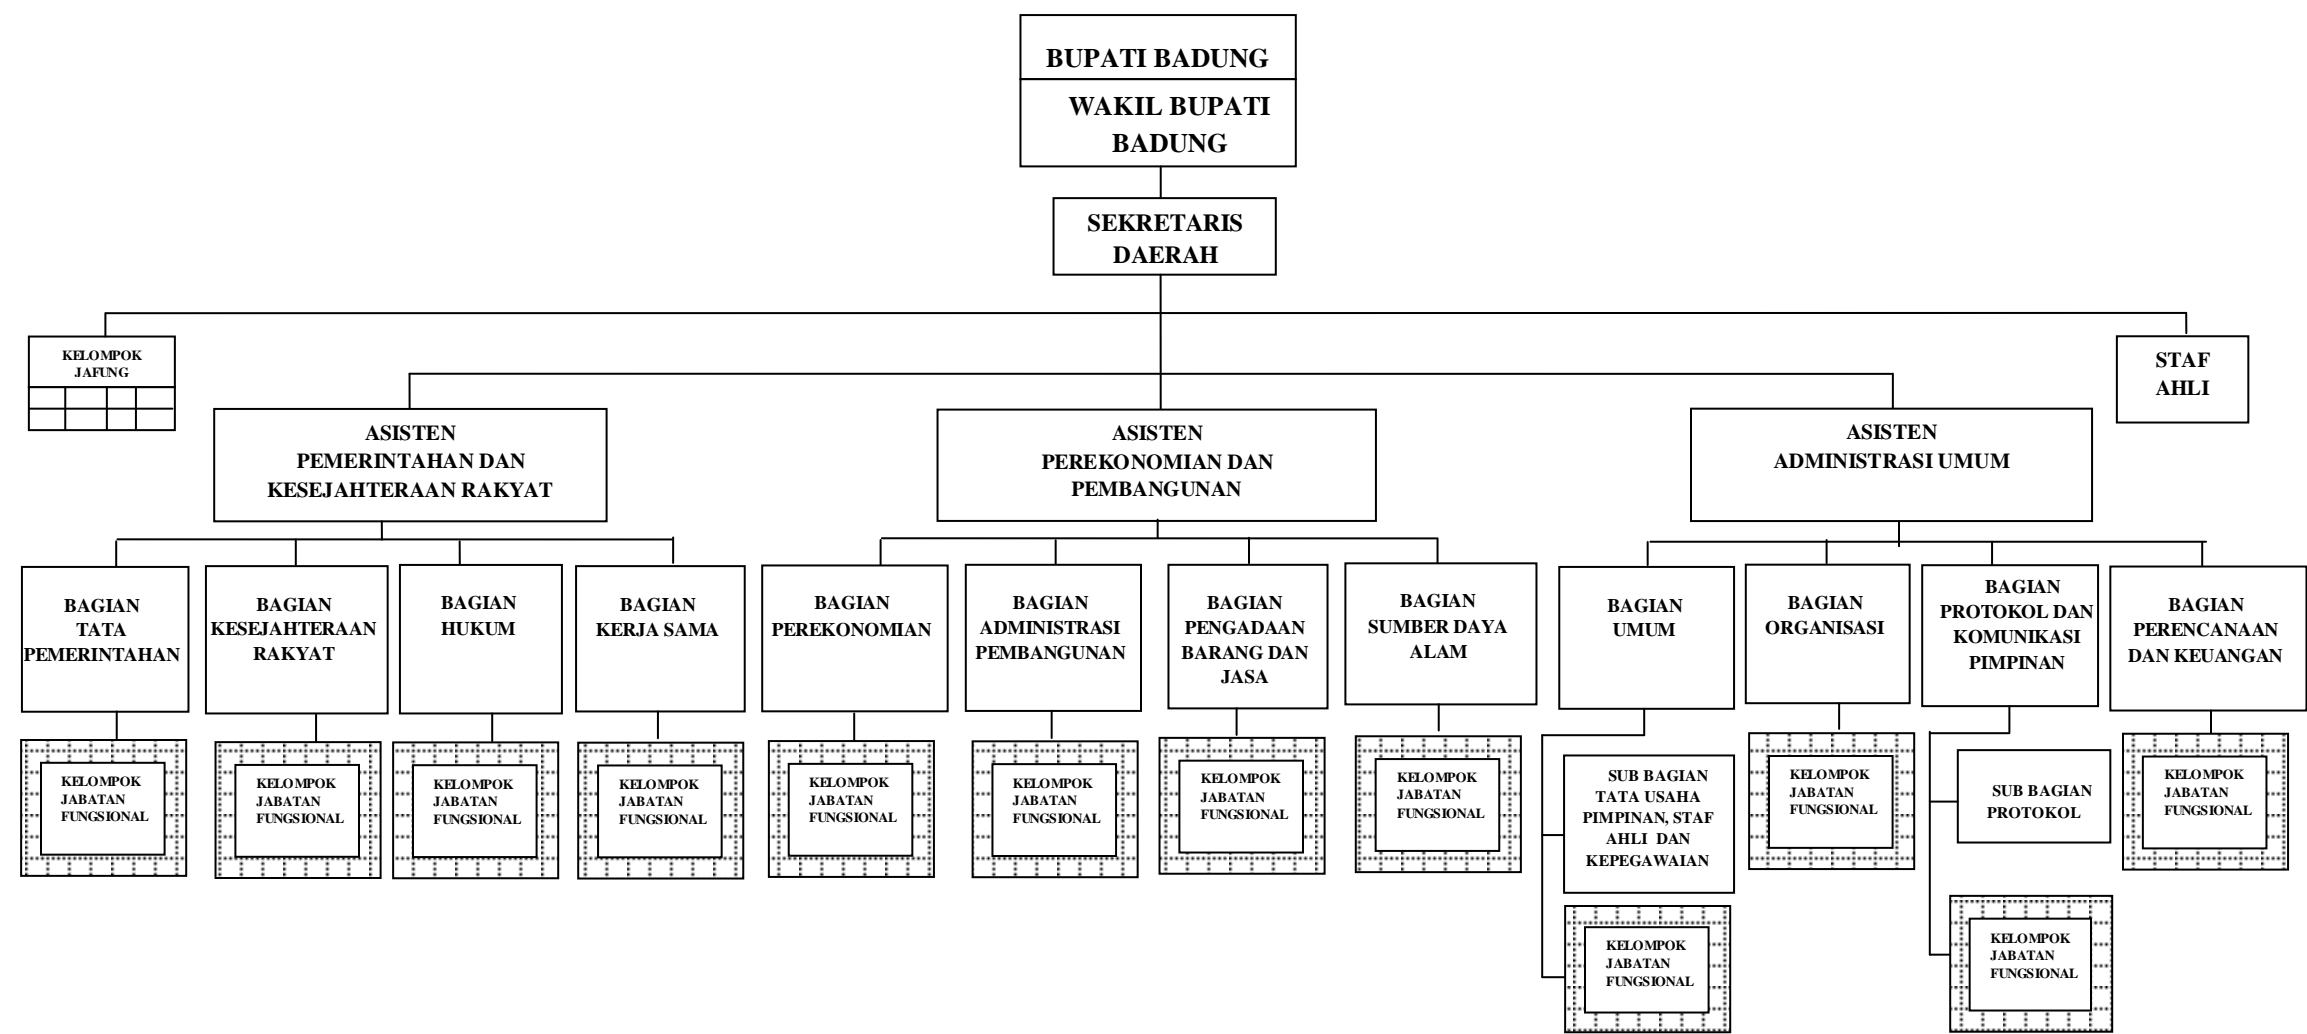 BUPATI BADUNG
WAKIL BUPATI
BADUNG
SEKRETARIS
DAERAH
KELOMPOK
JAFUNG
STAF
AHLI
ASISTEN
PEMERINTAHAN DAN
KESEJAHTERAAN RAKYAT
ASISTEN
PEREKONOMIAN DAN
PEMBANGUNAN
ASISTEN
ADMINISTRASI UMUM
BAGIAN
TATA
PEMERINTAHAN
BAGIAN
KESEJAHTERAAN
RAKYAT
BAGIAN
HUKUM
BAGIAN
KERJA SAMA
BAGIAN
PEREKONOMIAN
BAGIAN
ADMINISTRASI
PEMBANGUNAN
BAGIAN
PENGADAAN
BARANG DAN
JASA
BAGIAN
SUMBER DAYA
ALAM
BAGIAN
UMUM
BAGIAN
ORGANISASI
BAGIAN
PROTOKOL DAN
KOMUNIKASI
PIMPINAN
BAGIAN
PERENCANAAN
DAN KEUANGAN
KELOMPOK
JABATAN
FUNGSIONAL
KELOMPOK
JABATAN
FUNGSIONAL
KELOMPOK
JABATAN
FUNGSIONAL
KELOMPOK
JABATAN
FUNGSIONAL
KELOMPOK
JABATAN
FUNGSIONAL
KELOMPOK
JABATAN
FUNGSIONAL
KELOMPOK
JABATAN
FUNGSIONAL
KELOMPOK
JABATAN
FUNGSIONAL
SUB BAGIAN
TATA USAHA
PIMPINAN, STAF
AHLI DAN
KEPEGAWAIAN
KELOMPOK
JABATAN
FUNGSIONAL
SUB BAGIAN
PROTOKOL
KELOMPOK
JABATAN
FUNGSIONAL
KELOMPOK
JABATAN
FUNGSIONAL
KELOMPOK
JABATAN
FUNGSIONAL